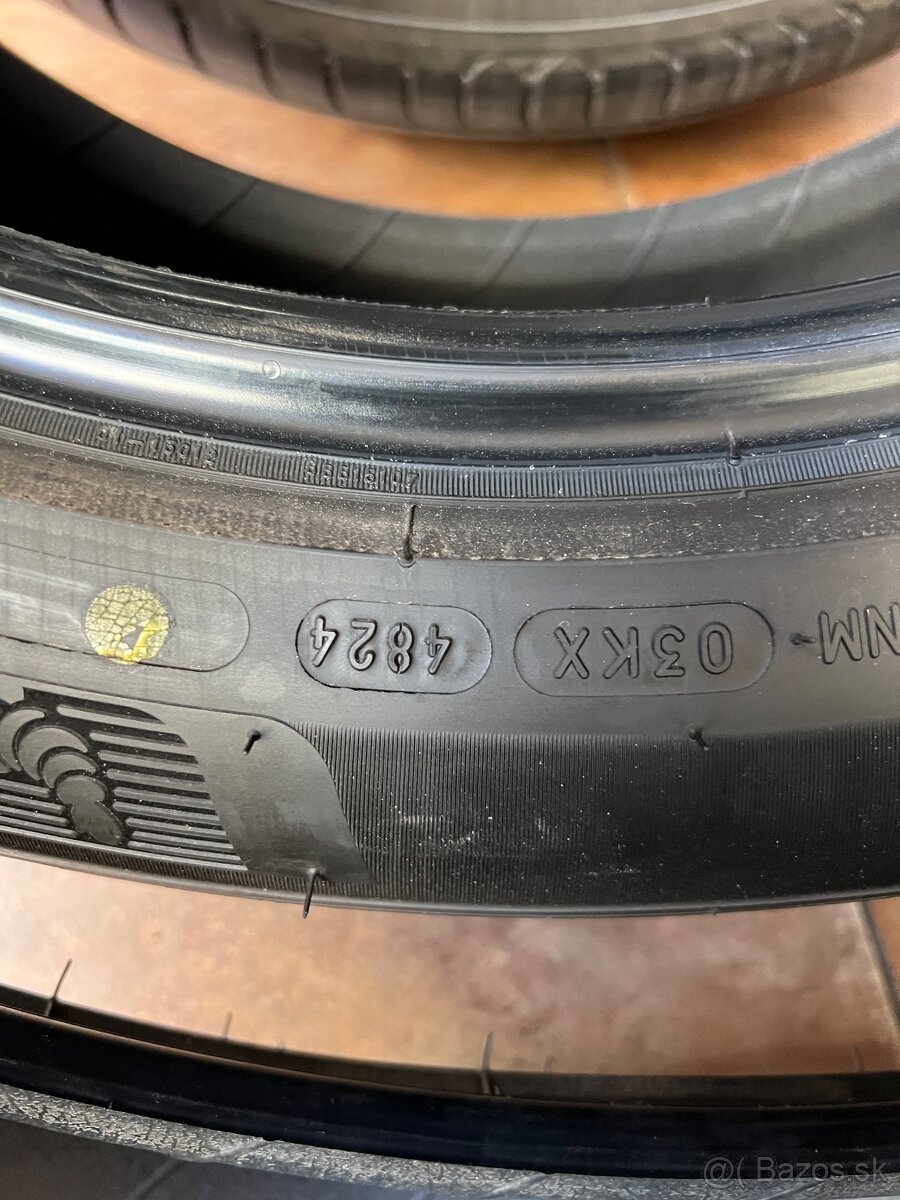 NM-
03KX
4824
@( Bazos.sk